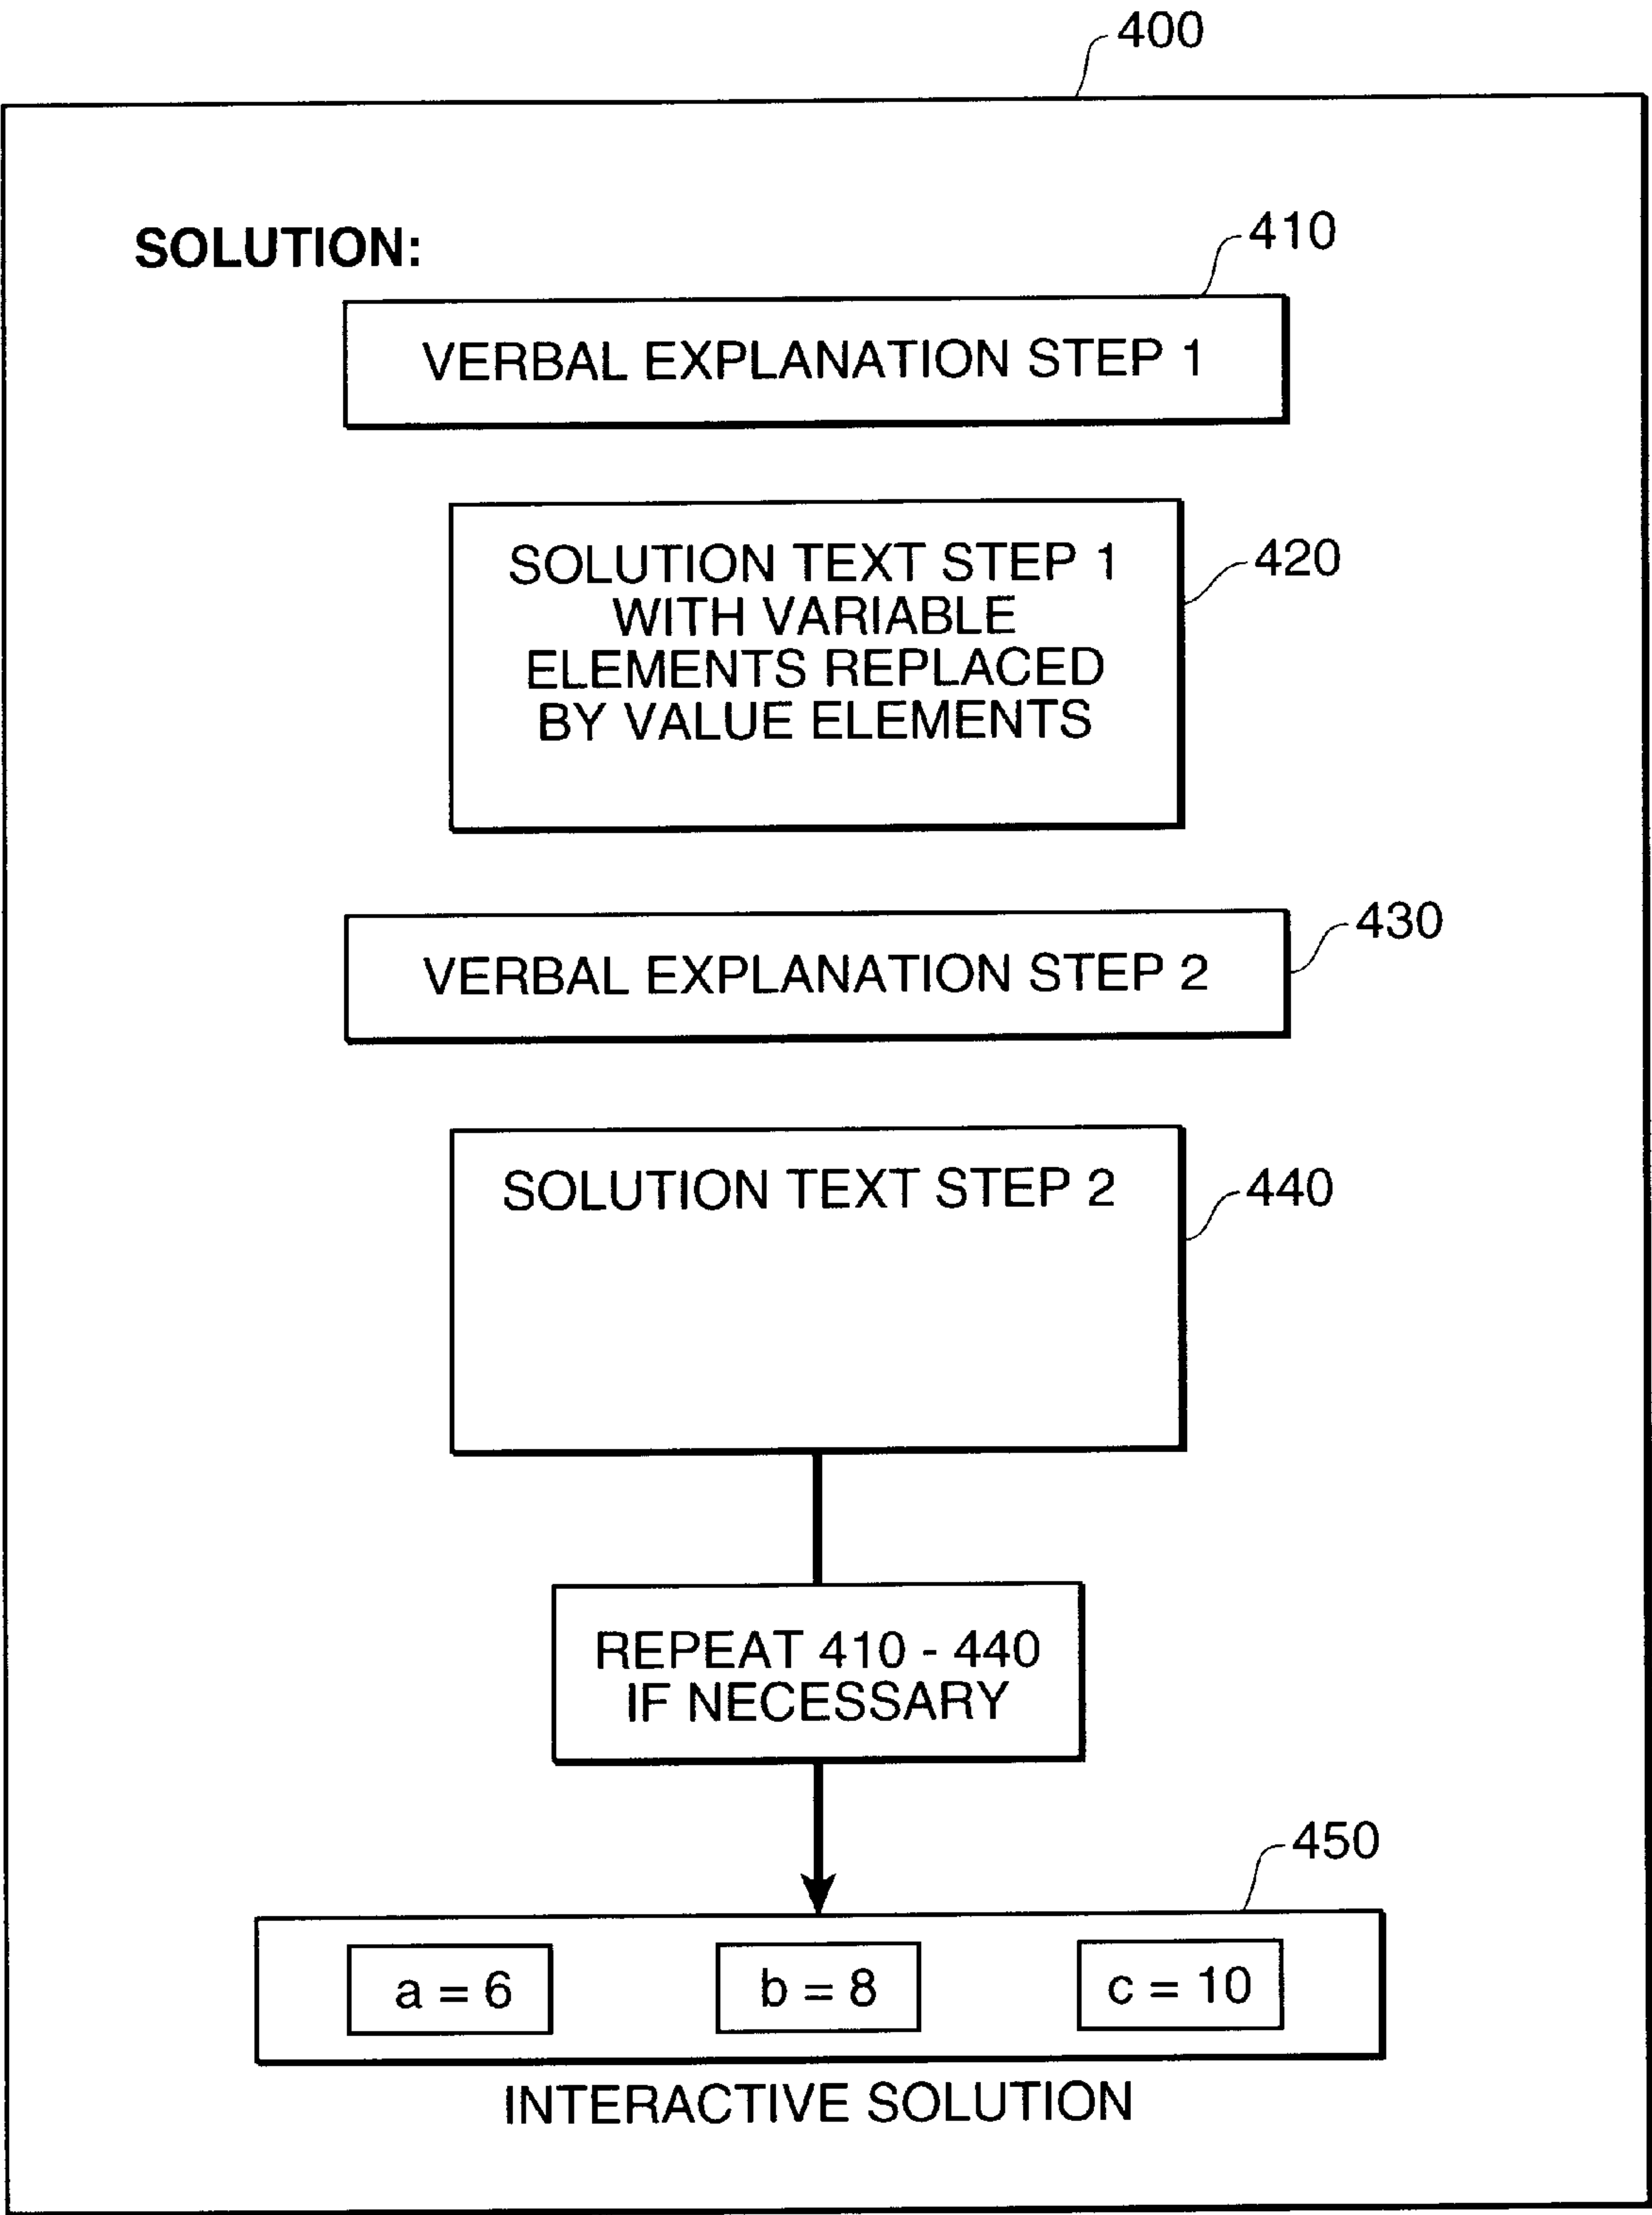 400
SOLUTION:
410
VERBAL EXPLANATION STEP 1
SOLUTION TEXT STEP 1
WITH VARIABLE
ELEMENTS REPLACED
BY VALUE ELEMENTS
420
430
VERBAL EXPLANATION STEP 2
SOLUTION TEXT STEP 2
440
REPEAT 410 - 440
IF NECESSARY
450
a = 6
b = 8
c = 10
INTERACTIVE SOLUTION